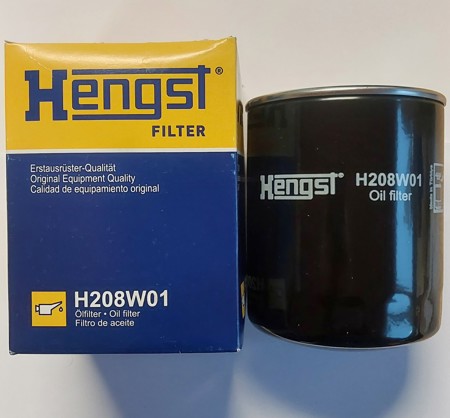 Hengst®
FILTER
Erstausrüster-Qualität
Original Equipment Quality
Calidad de equipamiento original
H208W01
Ölfilter • Oil filter
Filtro de aceite
Hengst®
H208W01
Oil filter